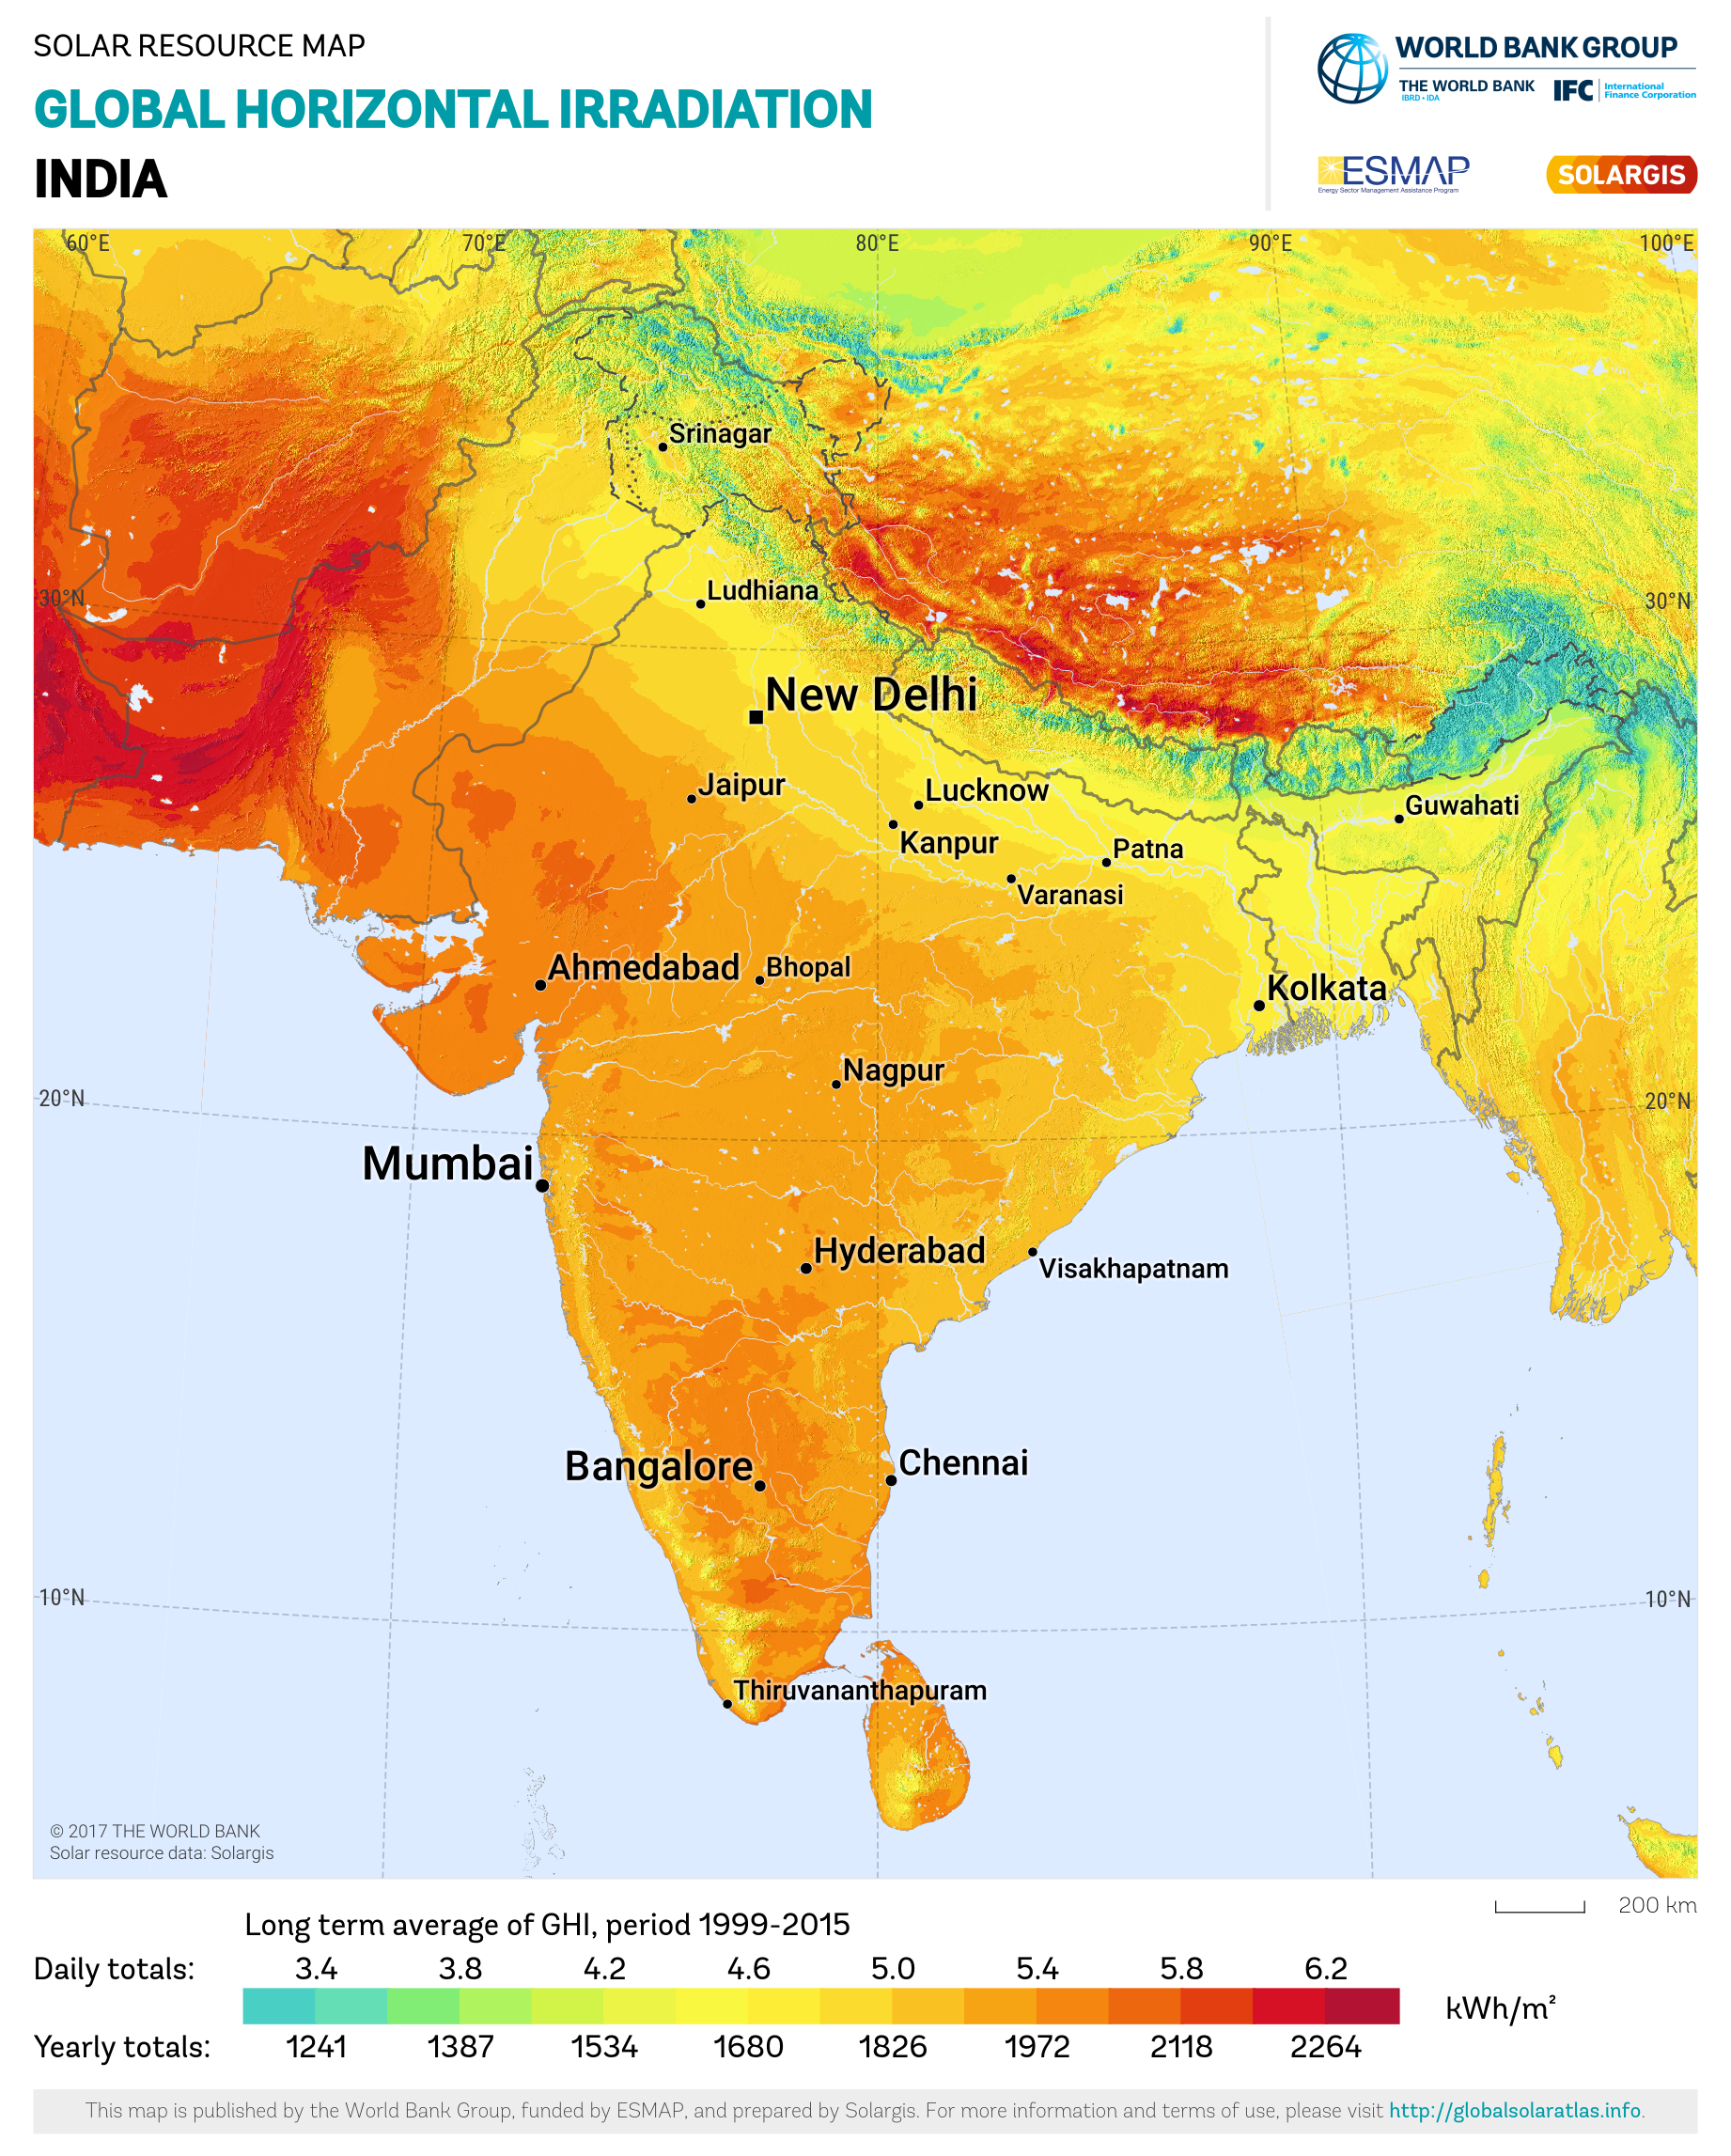 SOLAR RESOURCE MAP
GLOBAL HORIZONTAL IRRADIATION
INDIA
WORLD BANK GROUP
THE WORLD BANK
IBRD • IDA
IFC
International
Finance Corporation
ESMAP
Energy Sector Management Assistance Program
SOLARGIS
60°E 70°E 80°E 90°E 100°E
Srinagar
Ludhiana
30°N 30°N
New Delhi
Jaipur
Lucknow
Guwahati
Kanpur
Patna
Varanasi
Ahmedabad
Bhopal
Kolkata
Nagpur
20°N 20°N
Mumbai
Hyderabad
Visakhapatnam
Bangalore
Chennai
10°N 10°N
Thiruvananthapuram
© 2017 THE WORLD BANK
Solar resource data: Solargis
200 km
Long term average of GHI, period 1999-2015
Daily totals: 3.4 3.8 4.2 4.6 5.0 5.4 5.8 6.2
kWh/m²
Yearly totals: 1241 1387 1534 1680 1826 1972 2118 2264
This map is published by the World Bank Group, funded by ESMAP, and prepared by Solargis. For more information and terms of use, please visit http://globalsolaratlas.info.